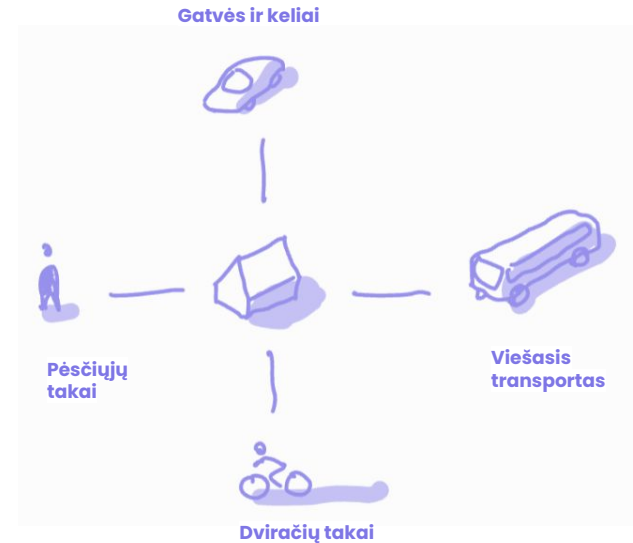 Gatvės ir keliai
Pėsčiųjų
takai
Viešasis
transportas
Dviračių takai